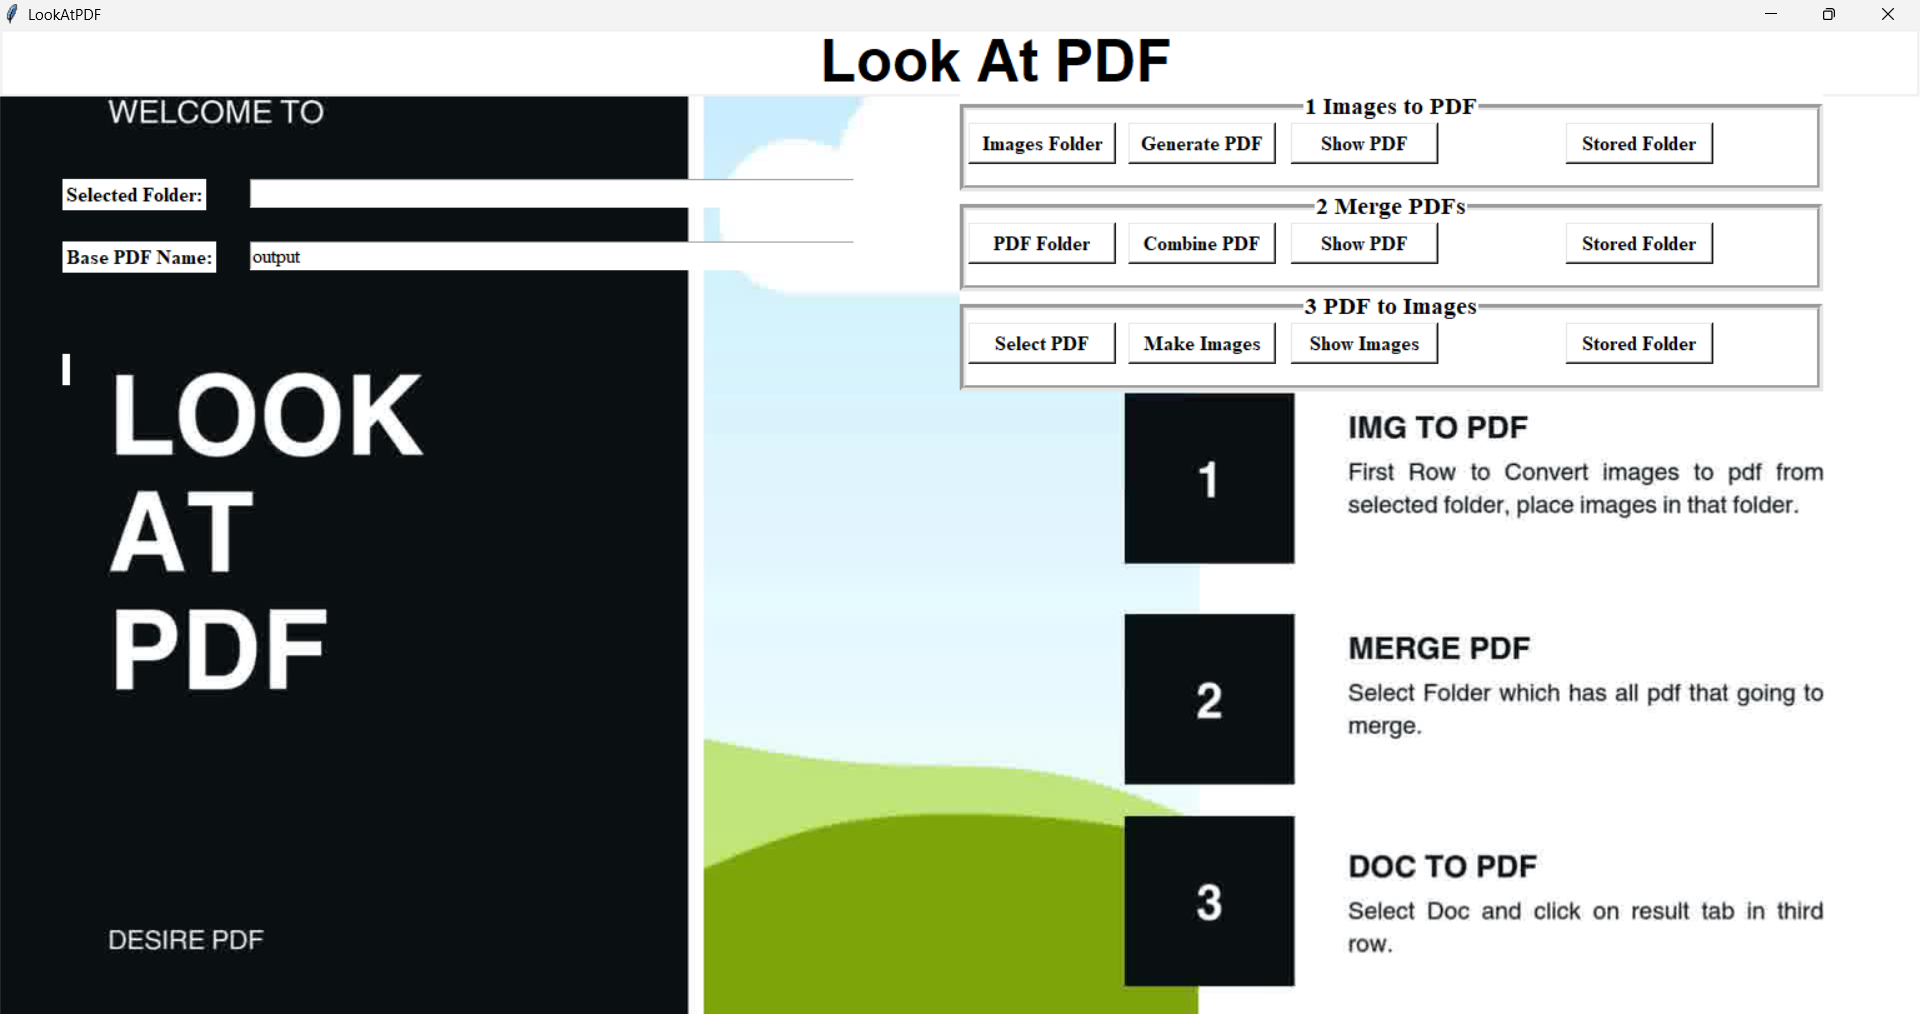 LookAtPDF
Look At PDF
WELCOME TO
Selected Folder:
Base PDF Name: output
LOOK
AT
PDF
DESIRE PDF
1 Images to PDF
Images Folder Generate PDF Show PDF Stored Folder
2 Merge PDFs
PDF Folder Combine PDF Show PDF Stored Folder
3 PDF to Images
Select PDF Make Images Show Images Stored Folder
1
IMG TO PDF
First Row to Convert images to pdf from
selected folder, place images in that folder.
2
MERGE PDF
Select Folder which has all pdf that going to
merge.
3
DOC TO PDF
Select Doc and click on result tab in third
row.